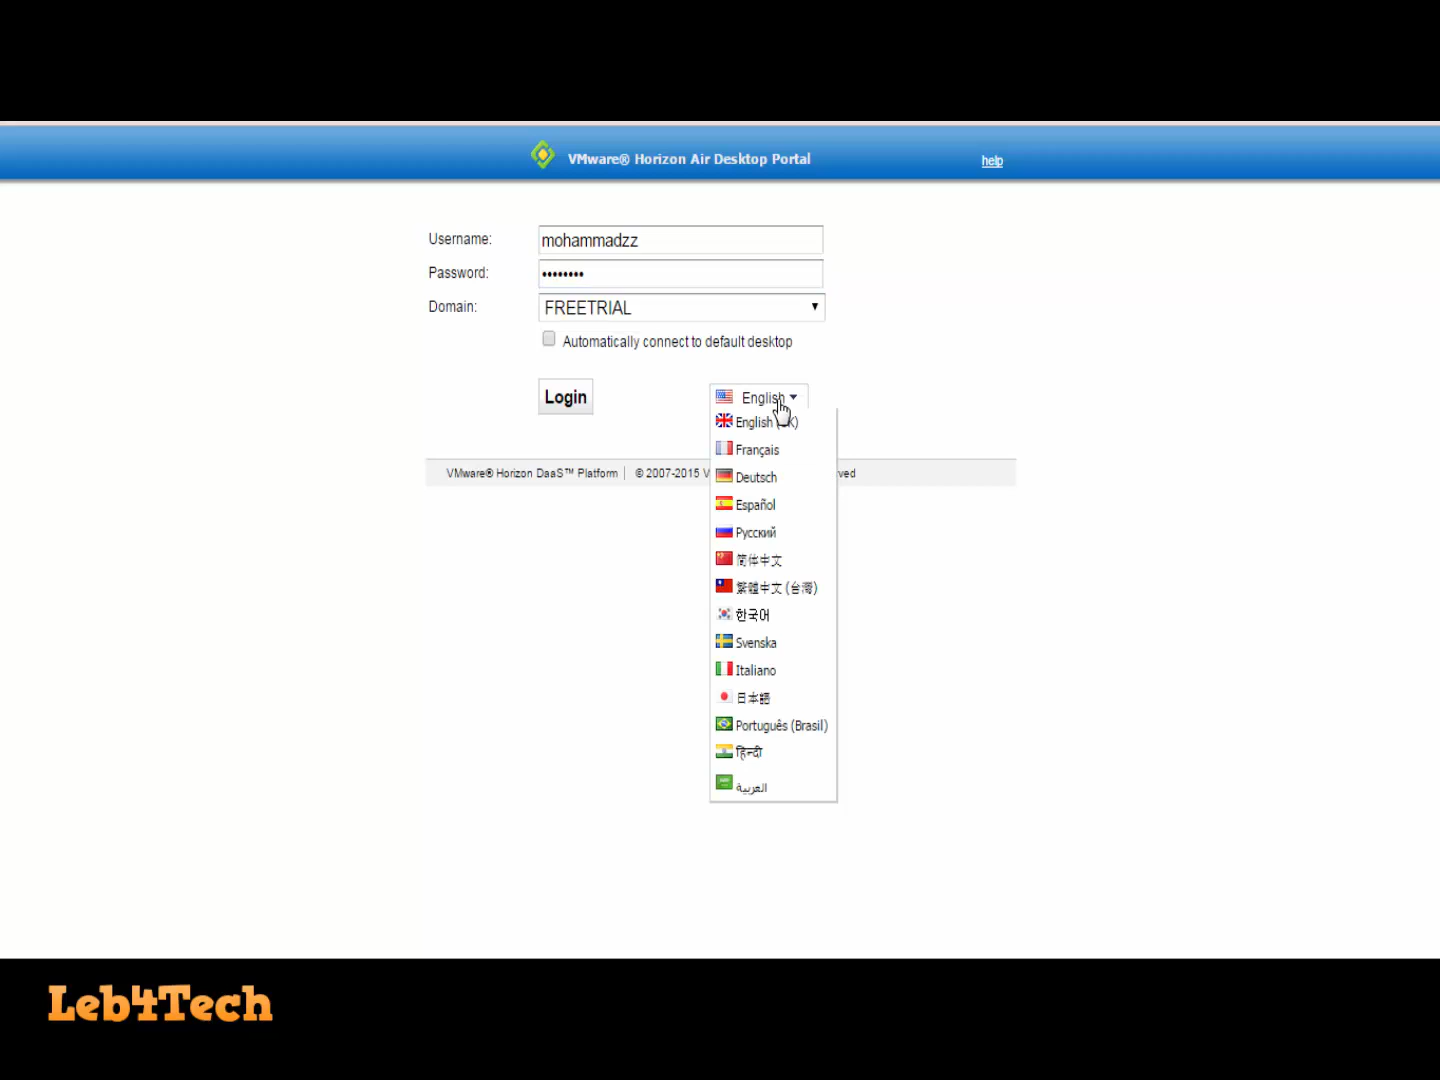 VMware® Horizon Air Desktop Portal
help
Username:
mohammadzz
Password:
••••••••
Domain:
FREETRIAL
Automatically connect to default desktop
Login
English
English
Français
VMware® Horizon DaaS™ Platform | © 2007-2015
Deutsch
Español
Русский
简体中文
繁體中文 (台灣)
한국어
Svenska
Italiano
日本語
Português (Brasil)
हिन्दी
العربية
Leb4Tech